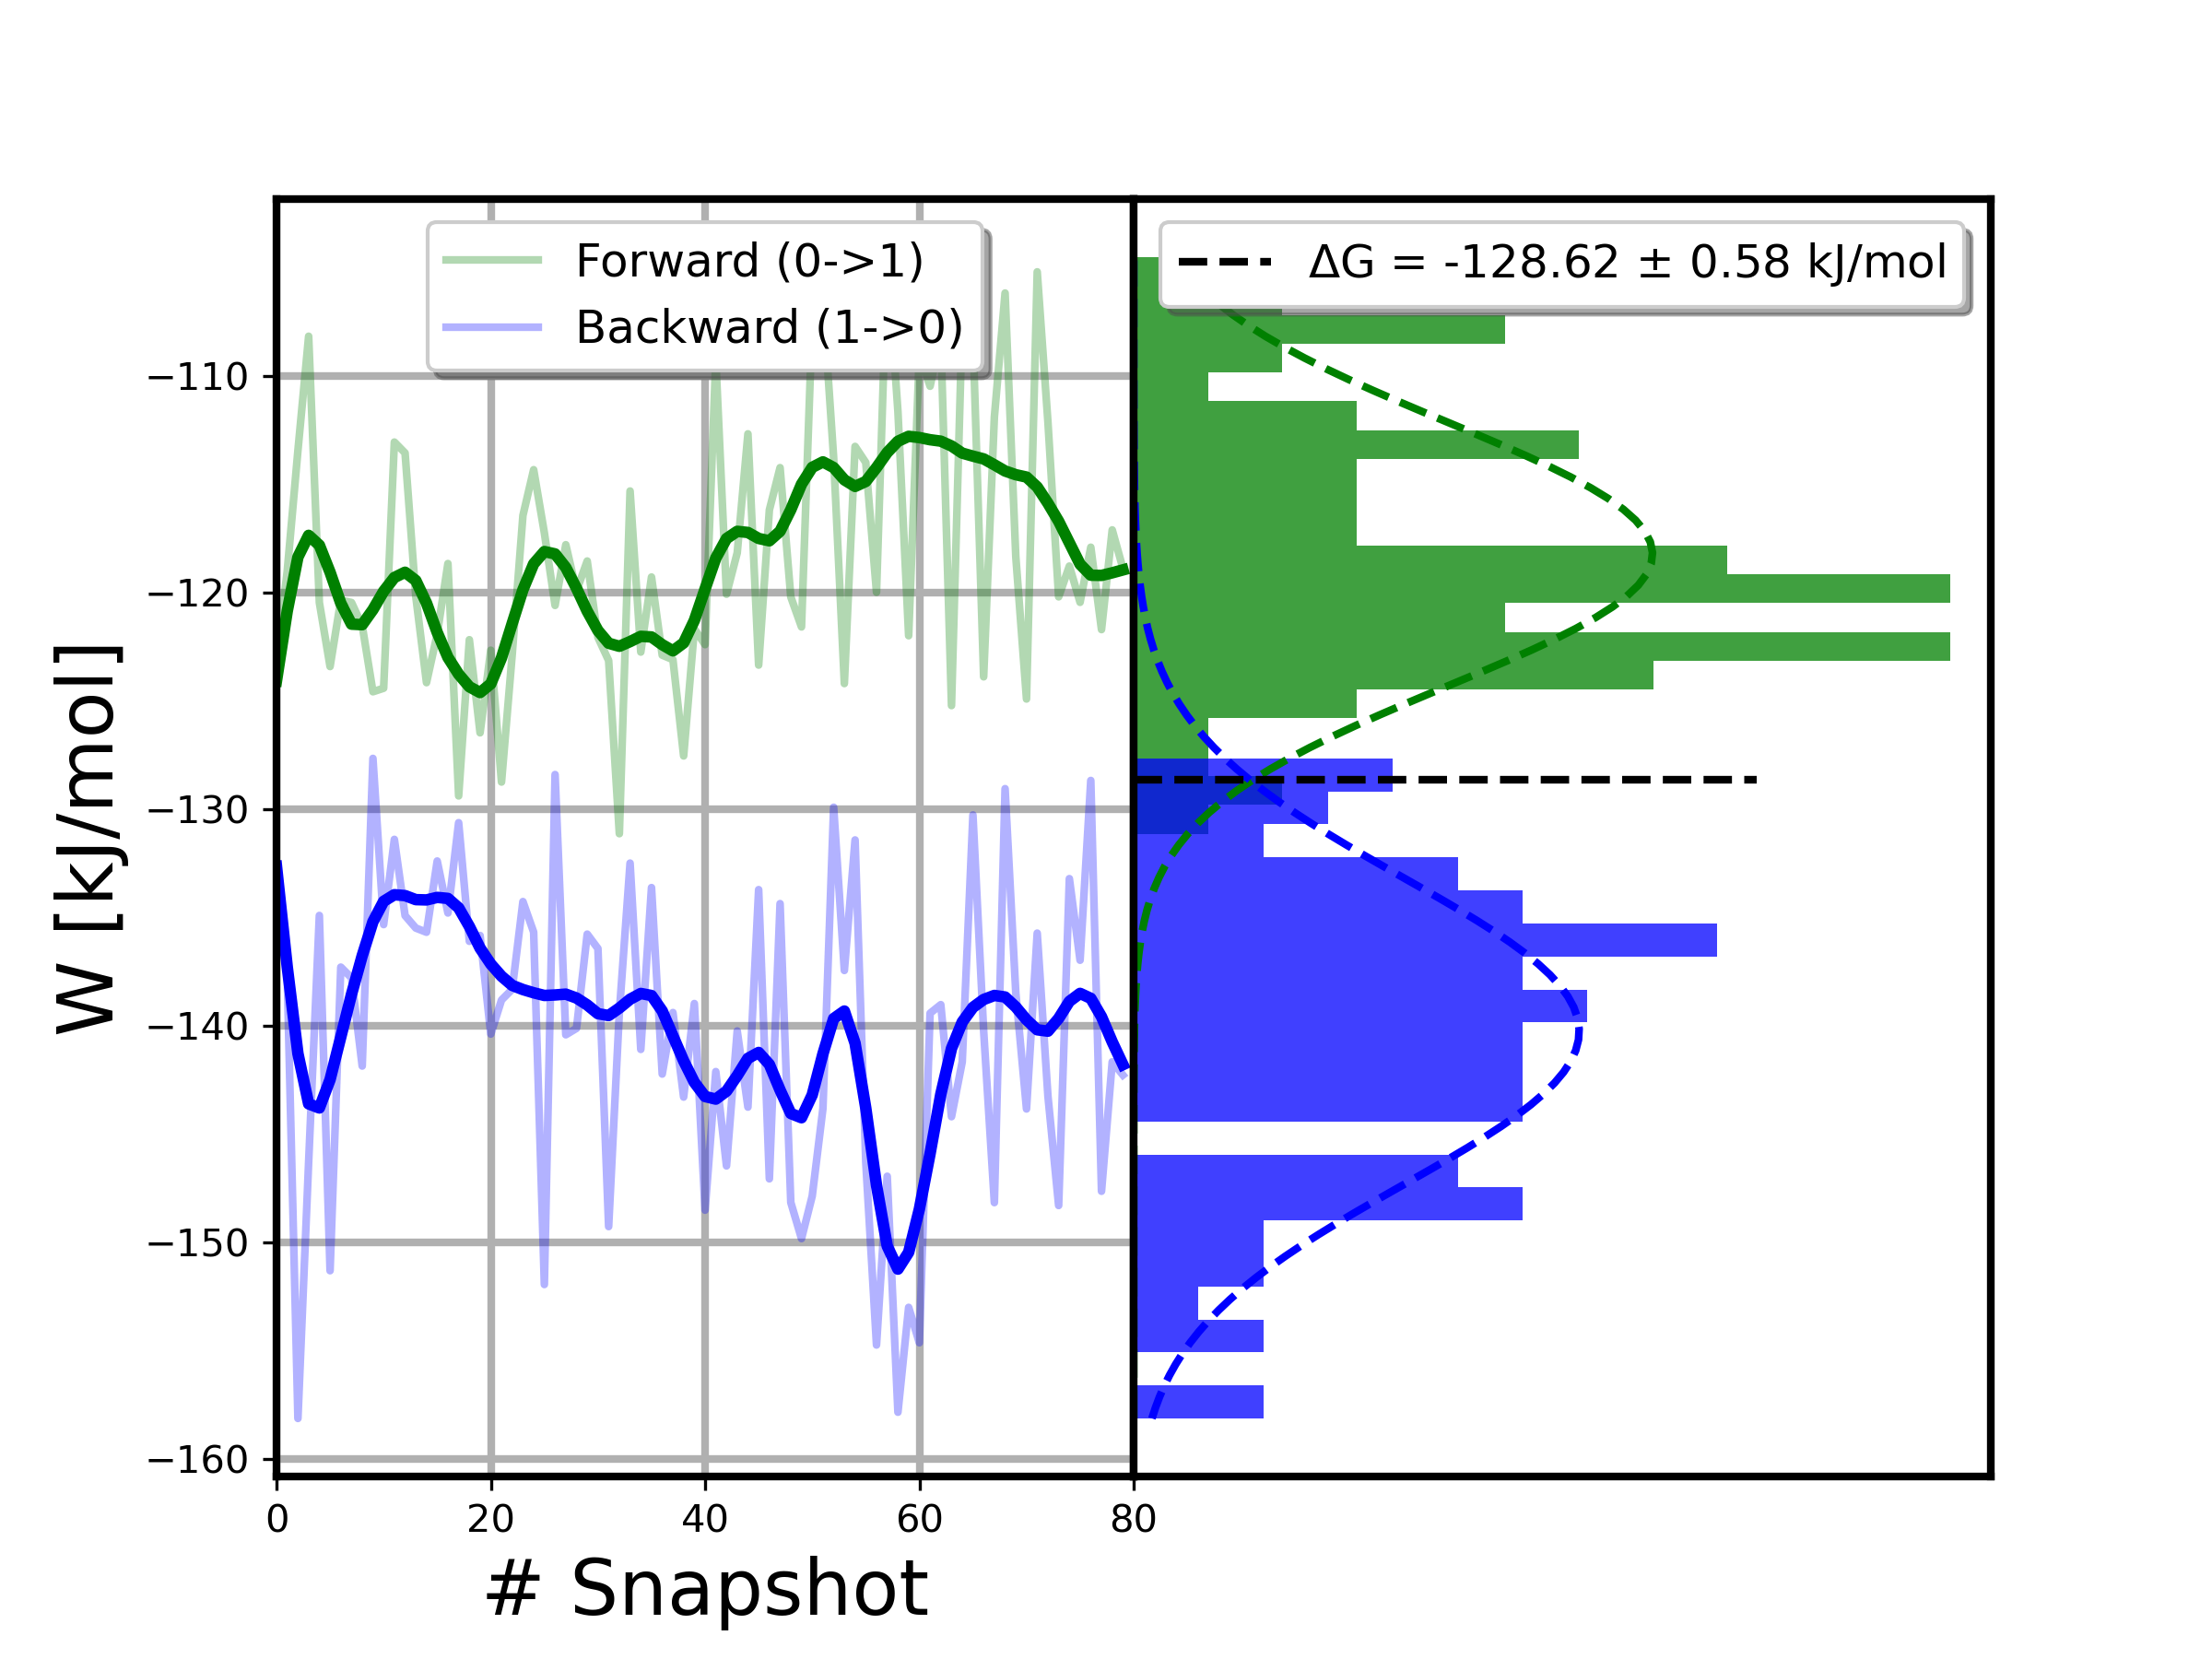 Forward (0->1)
Backward (1->0)
ΔG = -128.62 ± 0.58 kJ/mol
W [kJ/mol]
−110
−120
−130
−140
−150
−160
0
20
40
60
80
# Snapshot